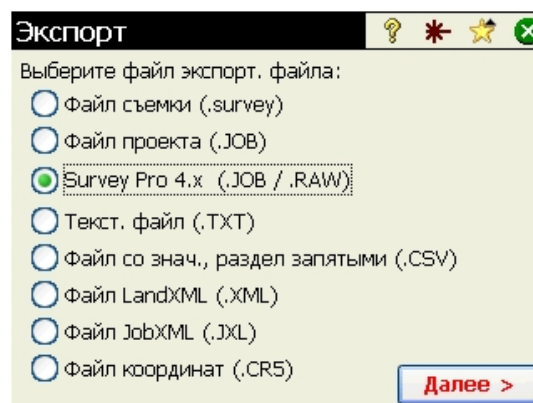 Экспорт
Выберите файл экспорт. файла:
Файл съемки (.survey)
Файл проекта (.JOB)
Survey Pro 4.x (.JOB / .RAW)
Текст. файл (.TXT)
Файл со знач., раздел запятыми (.CSV)
Файл LandXML (.XML)
Файл JobXML (.JXL)
Файл координат (.CR5)
Далее >